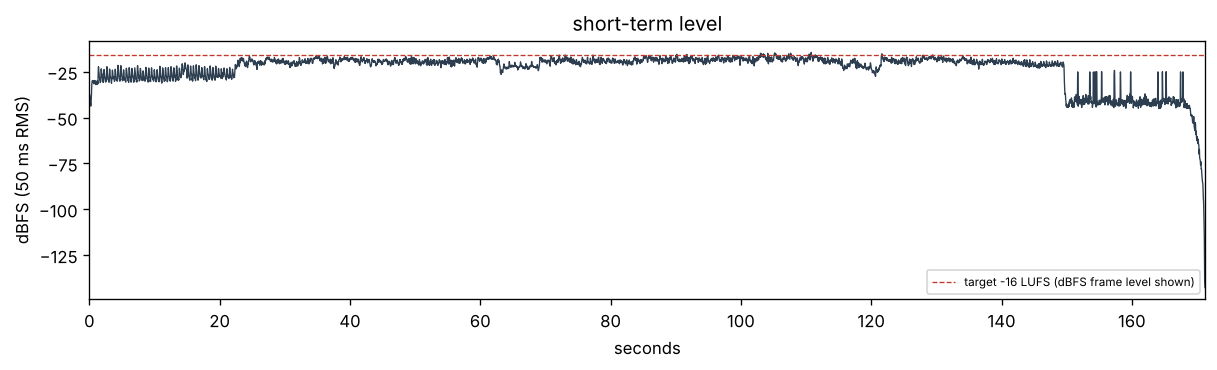 short-term level
dBFS (50 ms RMS)
−25
−50
−75
−100
−125
target -16 LUFS (dBFS frame level shown)
0 20 40 60 80 100 120 140 160
seconds